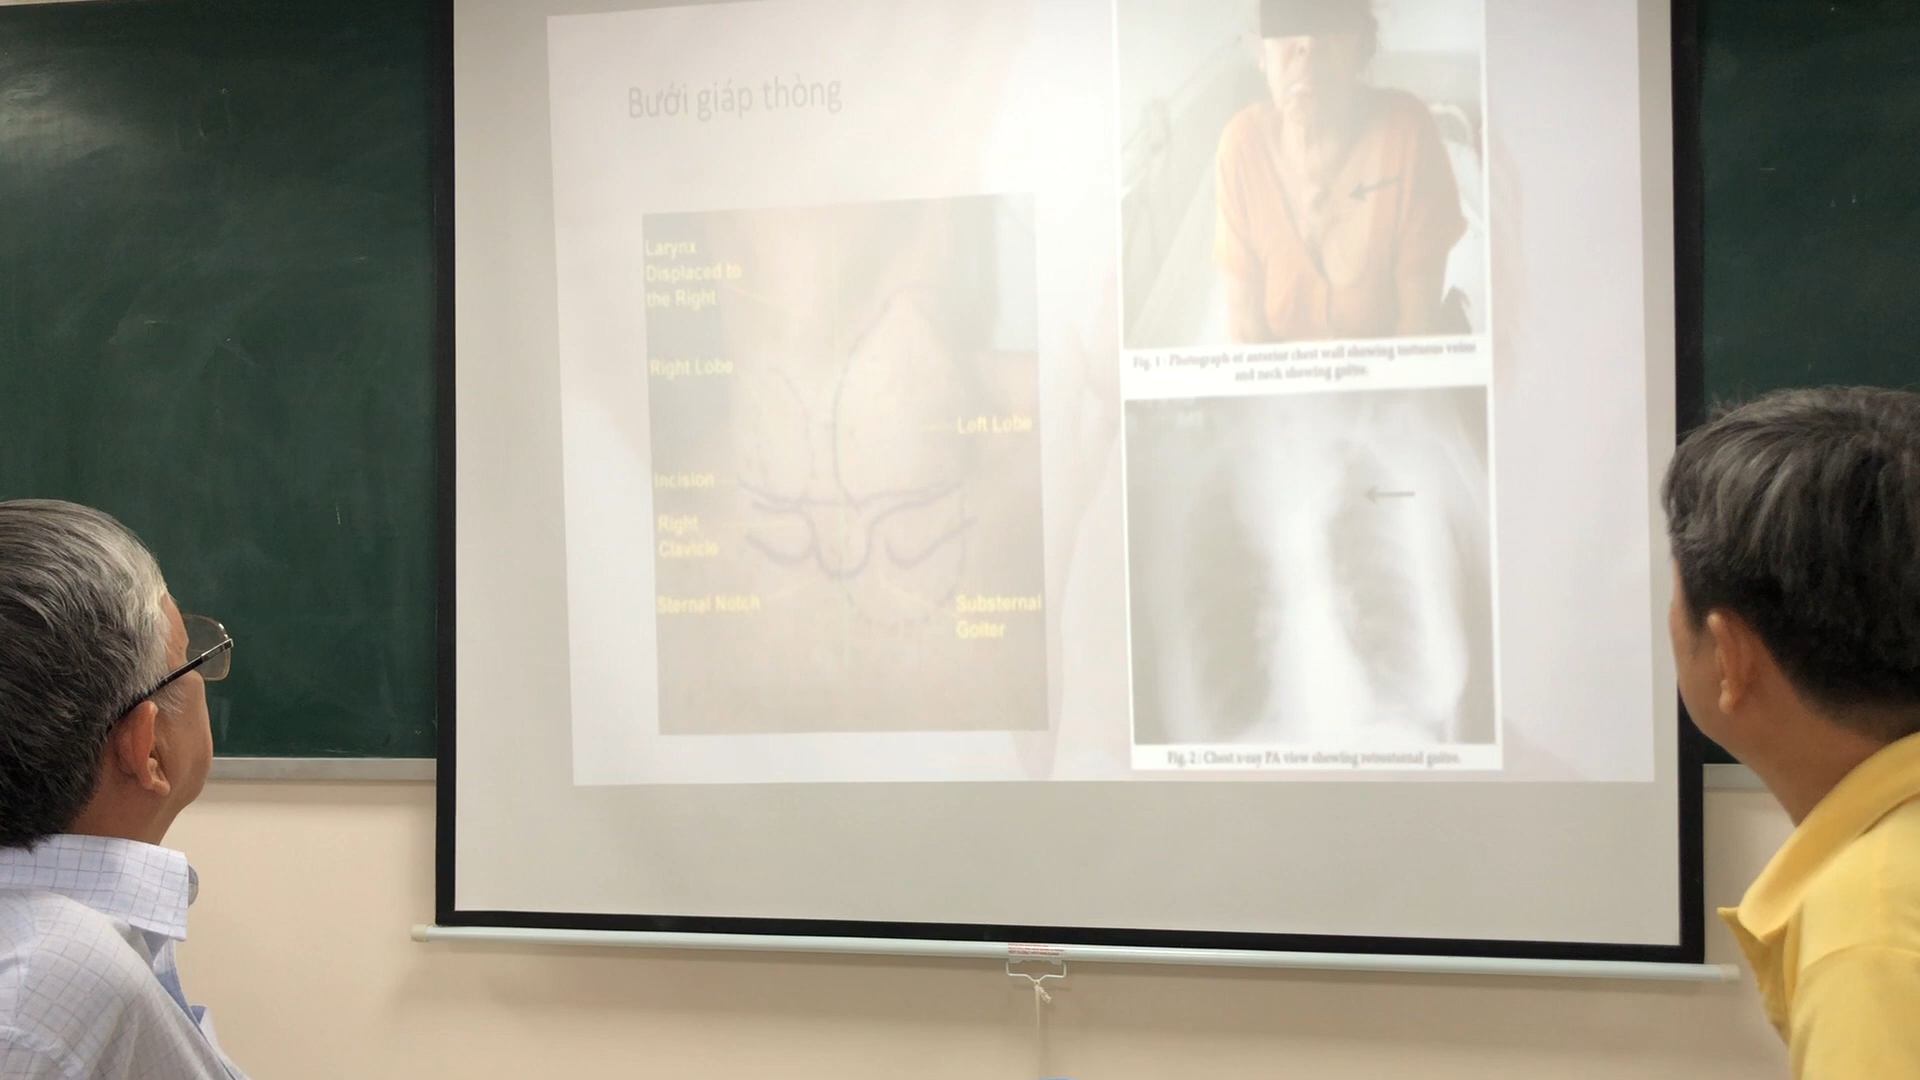 Bưới giáp thòng
Larynx
Displaced to
the Right
Right Lobe
Left Lobe
Incision
Right
Clavicle
Sternal Notch
Substernal
Goiter
Fig. 1 : Photograph of anterior chest wall showing tortuous veins
and neck showing goitre.
Fig. 2 : Chest x-ray PA view showing retrosternal goitre.